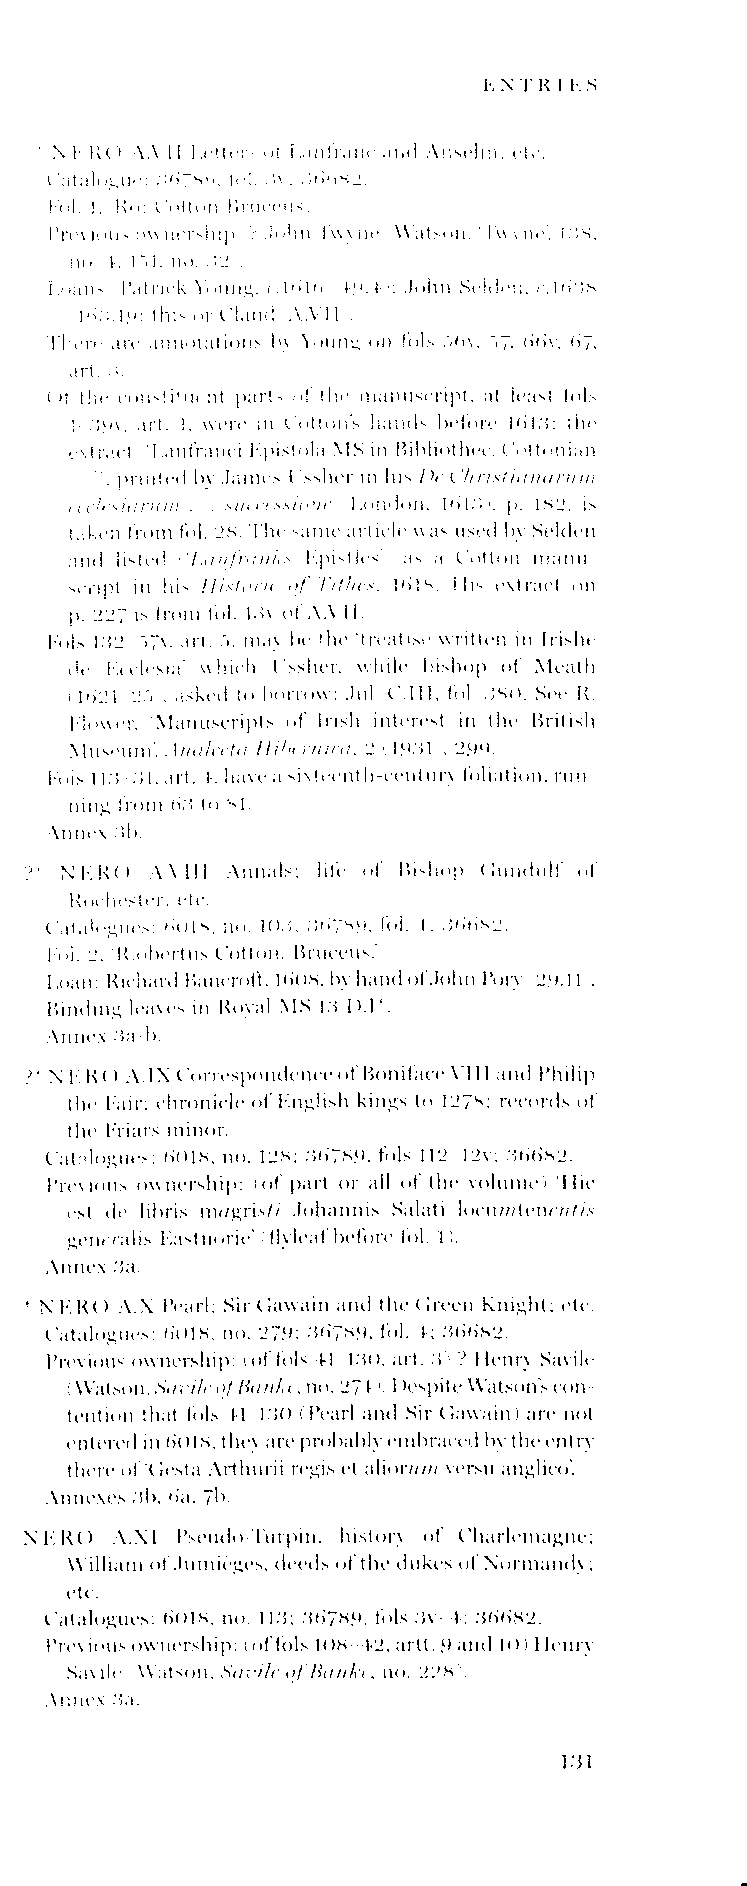 ENTRIES
* NERO A.VII Letters of Lanfranc and Anselm, etc.
Catalogue: 36789, fol. 3v; 36682.
Fol. 1, 'Ro: Cotton Bruceus.'
Previous ownership: ? John Twyne (Watson, 'Twyne', 138,
no. 4, 151, no. 32).
Loans: Patrick Young, c.1616 (49.4); John Selden, c.1638
(163.49: this or Claud. A.VII).
There are annotations by Young on fols 56v, 57, 66v, 67,
art. 3.
Of the constituent parts of the manuscript, at least fols
1–39v, art. 1, were in Cotton's hands before 1613: the
extract, 'Lanfranci Epistola MS in Bibliothec. Cottonian
', printed by James Ussher in his De Christianarum
ecclesiarum . . . successione (London, 1613), p. 182, is
taken from fol. 28. The same article was used by Selden
and listed ('Lanfranks Epistles') as a Cotton manu-
script in his Historie of Tithes, 1618. His extract on
p. 227 is from fol. 13v of A.VII.
Fols 132–57v, art. 5, may be the 'treatise written in Irishe
de Ecclesia' which Ussher, while bishop of Meath
(1621–25), asked to borrow: Jul. C.III, fol. 380. See R.
Flower, 'Manuscripts of Irish interest in the British
Museum', Analecta Hibernica, 2 (1931), 299.
Fols 113–31, art. 4, have a sixteenth-century foliation, run-
ning from 63 to 81.
Annex 3b.
?* NERO A.VIII Annals; life of Bishop Gundulf of
Rochester, etc.
Catalogues: 6018, no. 103; 36789, fol. 4; 36682.
Fol. 2, 'Robertus Cotton, Bruceus.'
Loan: Richard Bancroft, 1608, by hand of John Pory (29.11).
Binding leaves in Royal MS 13 D.I*.
Annex 3a-b.
?* NERO A.IX Correspondence of Boniface VIII and Philip
the Fair; chronicle of English kings to 1278; records of
the Friars minor.
Catalogues: 6018, no. 128; 36789, fols 112–12v; 36682.
Previous ownership: (of part or all of the volume) 'Hic
est de libris magristi Johannis Salati locumtenentis
generalis Eastnorie' (flyleaf before fol. 1).
Annex 3a.
* NERO A.X Pearl; Sir Gawain and the Green Knight; etc.
Catalogues: 6018, no. 279; 36789, fol. 4; 36682.
Previous ownership: (of fols 41–130, art. 3) ? Henry Savile
(Watson, Savile of Banke, no. 274). Despite Watson's con-
tention that fols 41–130 (Pearl and Sir Gawain) are not
entered in 6018, they are probably embraced by the entry
there of 'Gesta Arthurii regis et aliorum versu anglico'.
Annexes 3b, 6a, 7b.
NERO A.XI Pseudo-Turpin, history of Charlemagne;
William of Jumièges, deeds of the dukes of Normandy;
etc.
Catalogues: 6018, no. 113; 36789, fols 3v–4; 36682.
Previous ownership: (of fols 108–42, artt. 9 and 10) Henry
Savile (Watson, Savile of Banke, no. 228).
Annex 3a.
131